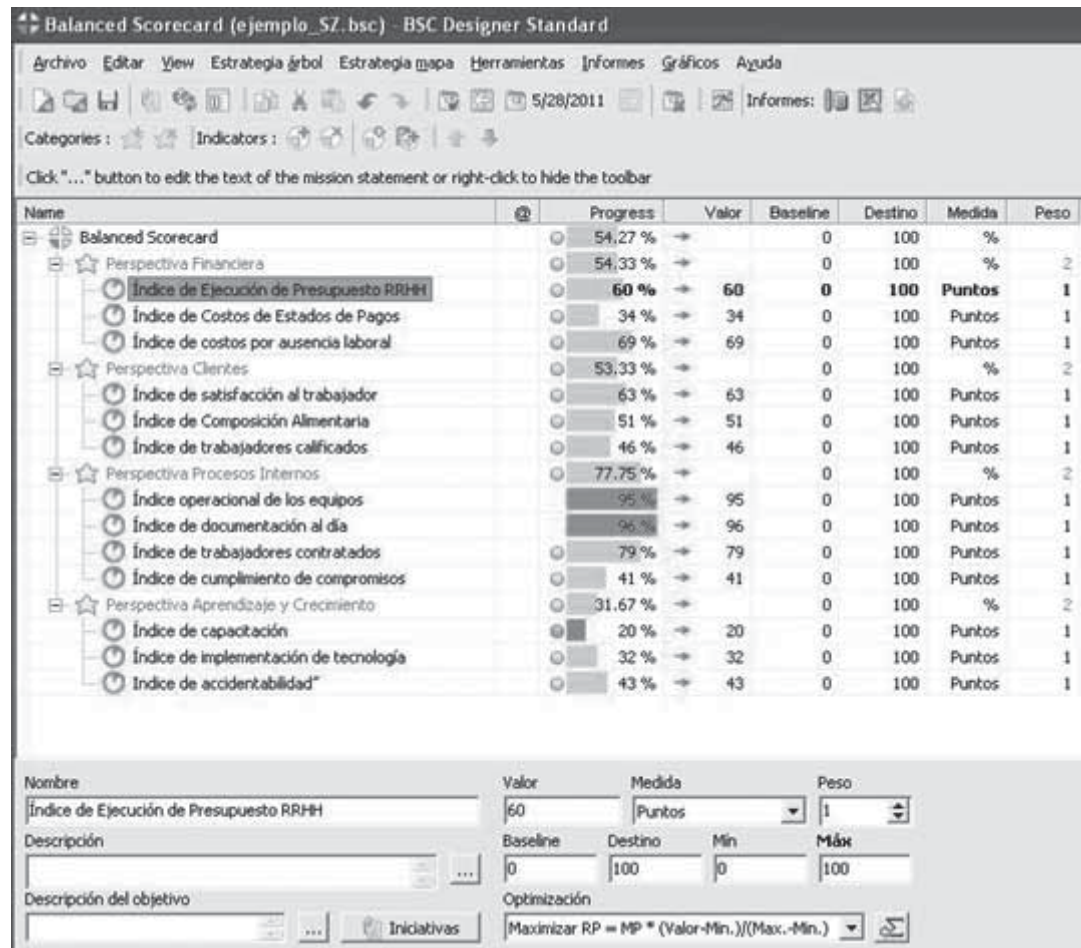 Balanced Scorecard (ejemplo_SZ.bsc) - BSC Designer Standard
Archivo Editar View Estrategia árbol Estrategia mapa Herramientas Informes Gráficos Ayuda
5/28/2011 Informes:
Categories : Indicators :
Click "..." button to edit the text of the mission statement or right-click to hide the toolbar
Name @ Progress Valor Baseline Destino Medida Peso
Balanced Scorecard 54.27 % 0 100 %
Perspectiva Financiera 54.33 % 0 100 % 2
Índice de Ejecución de Presupuesto RRHH 60 % 60 0 100 Puntos 1
Índice de Costos de Estados de Pagos 34 % 34 0 100 Puntos 1
Índice de costos por ausencia laboral 69 % 69 0 100 Puntos 1
Perspectiva Clientes 53.33 % 0 100 % 2
Índice de satisfacción al trabajador 63 % 63 0 100 Puntos 1
Índice de Composición Alimentaria 51 % 51 0 100 Puntos 1
Índice de trabajadores calificados 46 % 46 0 100 Puntos 1
Perspectiva Procesos Internos 77.75 % 0 100 % 2
Índice operacional de los equipos 95 % 95 0 100 Puntos 1
Índice de documentación al día 96 % 96 0 100 Puntos 1
Índice de trabajadores contratados 79 % 79 0 100 Puntos 1
Índice de cumplimiento de compromisos 41 % 41 0 100 Puntos 1
Perspectiva Aprendizaje y Crecimiento 31.67 % 0 100 % 2
Índice de capacitación 20 % 20 0 100 Puntos 1
Índice de implementación de tecnología 32 % 32 0 100 Puntos 1
Indice de accidentabilidad" 43 % 43 0 100 Puntos 1
Nombre Valor Medida Peso
Índice de Ejecución de Presupuesto RRHH 60 Puntos 1
Descripción Baseline Destino Mín Máx
... 0 100 0 100
Descripción del objetivo Optimización
... Iniciativas Maximizar RP = MP * (Valor-Min.)/(Max.-Min.)